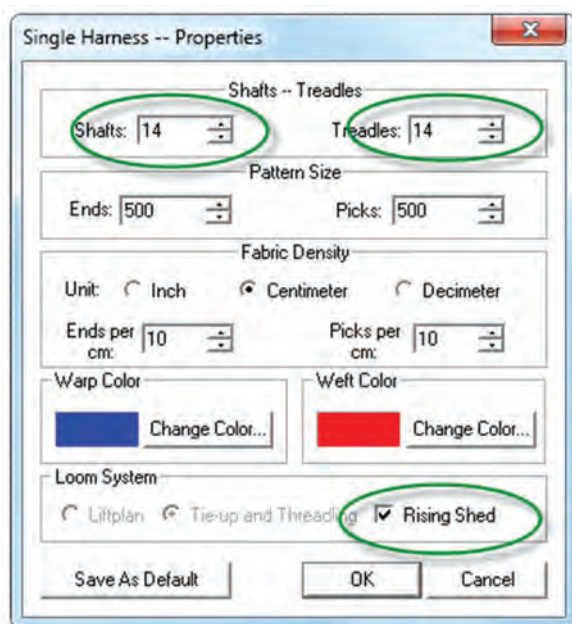 Single Harness -- Properties
Shafts -- Treadles
Shafts: 14 Treadles: 14
Pattern Size
Ends: 500 Picks: 500
Fabric Density
Unit: Inch Centimeter Decimeter
Ends per cm: 10 Picks per cm: 10
Warp Color Weft Color
Change Color... Change Color...
Loom System
Liftplan Tie-up and Threading Rising Shed
Save As Default OK Cancel